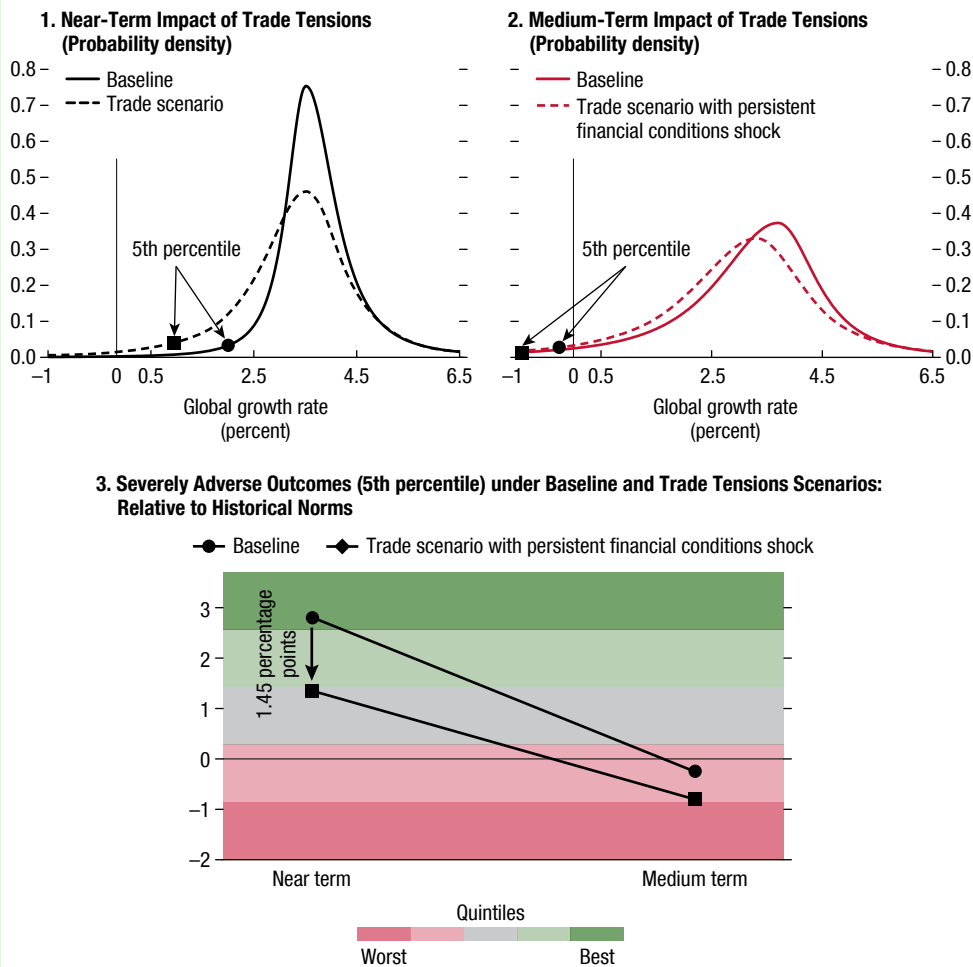 1. Near-Term Impact of Trade Tensions
(Probability density)
0.8
0.7
0.6
0.5
0.4
0.3
0.2
0.1
0.0
Baseline
Trade scenario
5th percentile
–1 0 0.5 2.5 4.5 6.5
Global growth rate
(percent)
2. Medium-Term Impact of Trade Tensions
(Probability density)
Baseline
Trade scenario with persistent
financial conditions shock
5th percentile
0.8
0.7
0.6
0.5
0.4
0.3
0.2
0.1
0.0
–1 0 0.5 2.5 4.5 6.5
Global growth rate
(percent)
3. Severely Adverse Outcomes (5th percentile) under Baseline and Trade Tensions Scenarios:
Relative to Historical Norms
Baseline Trade scenario with persistent financial conditions shock
3
2
1
0
–1
–2
1.45 percentage
points
Near term Medium term
Quintiles
Worst Best